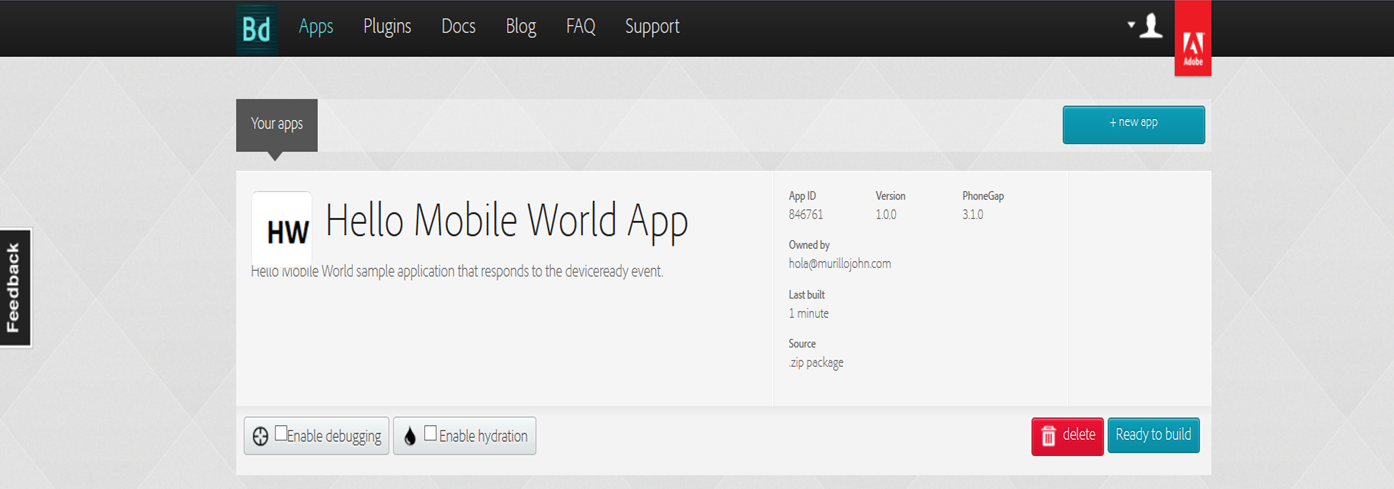 Bd Apps Plugins Docs Blog FAQ Support
Adobe
Your apps
+ new app
HW Hello Mobile World App
Hello Mobile World sample application that responds to the deviceready event.
App ID Version PhoneGap
846761 1.0.0 3.1.0
Owned by
hola@murillojohn.com
Last built
1 minute
Source
.zip package
Feedback
Enable debugging Enable hydration delete Ready to build